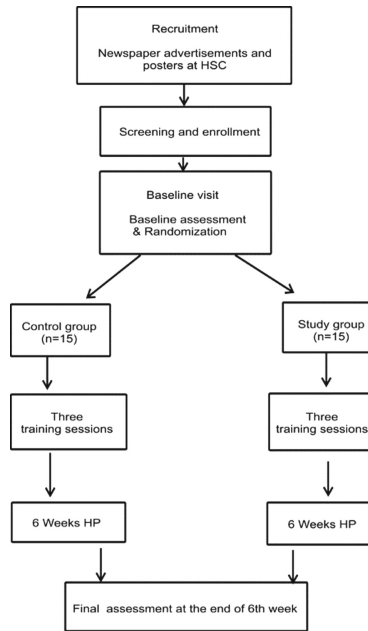 Recruitment
Newspaper advertisements and
posters at HSC
Screening and enrollment
Baseline visit
Baseline assessment
& Randomization
Control group
(n=15)
Study group
(n=15)
Three
training sessions
Three
training sessions
6 Weeks HP
6 Weeks HP
Final assessment at the end of 6th week